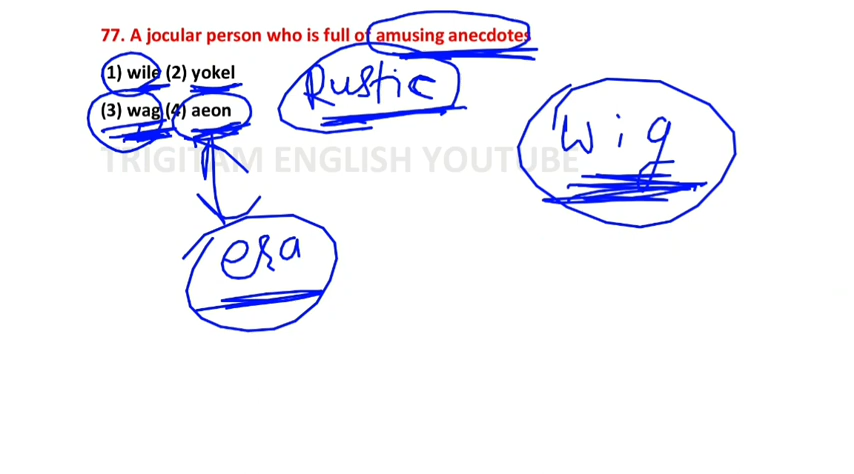 77. A jocular person who is full of amusing anecdotes
1) wile (2) yokel
(3) wag (4) aeon
Rustic
wig
TRIGITAM ENGLISH YOUTUBE
era